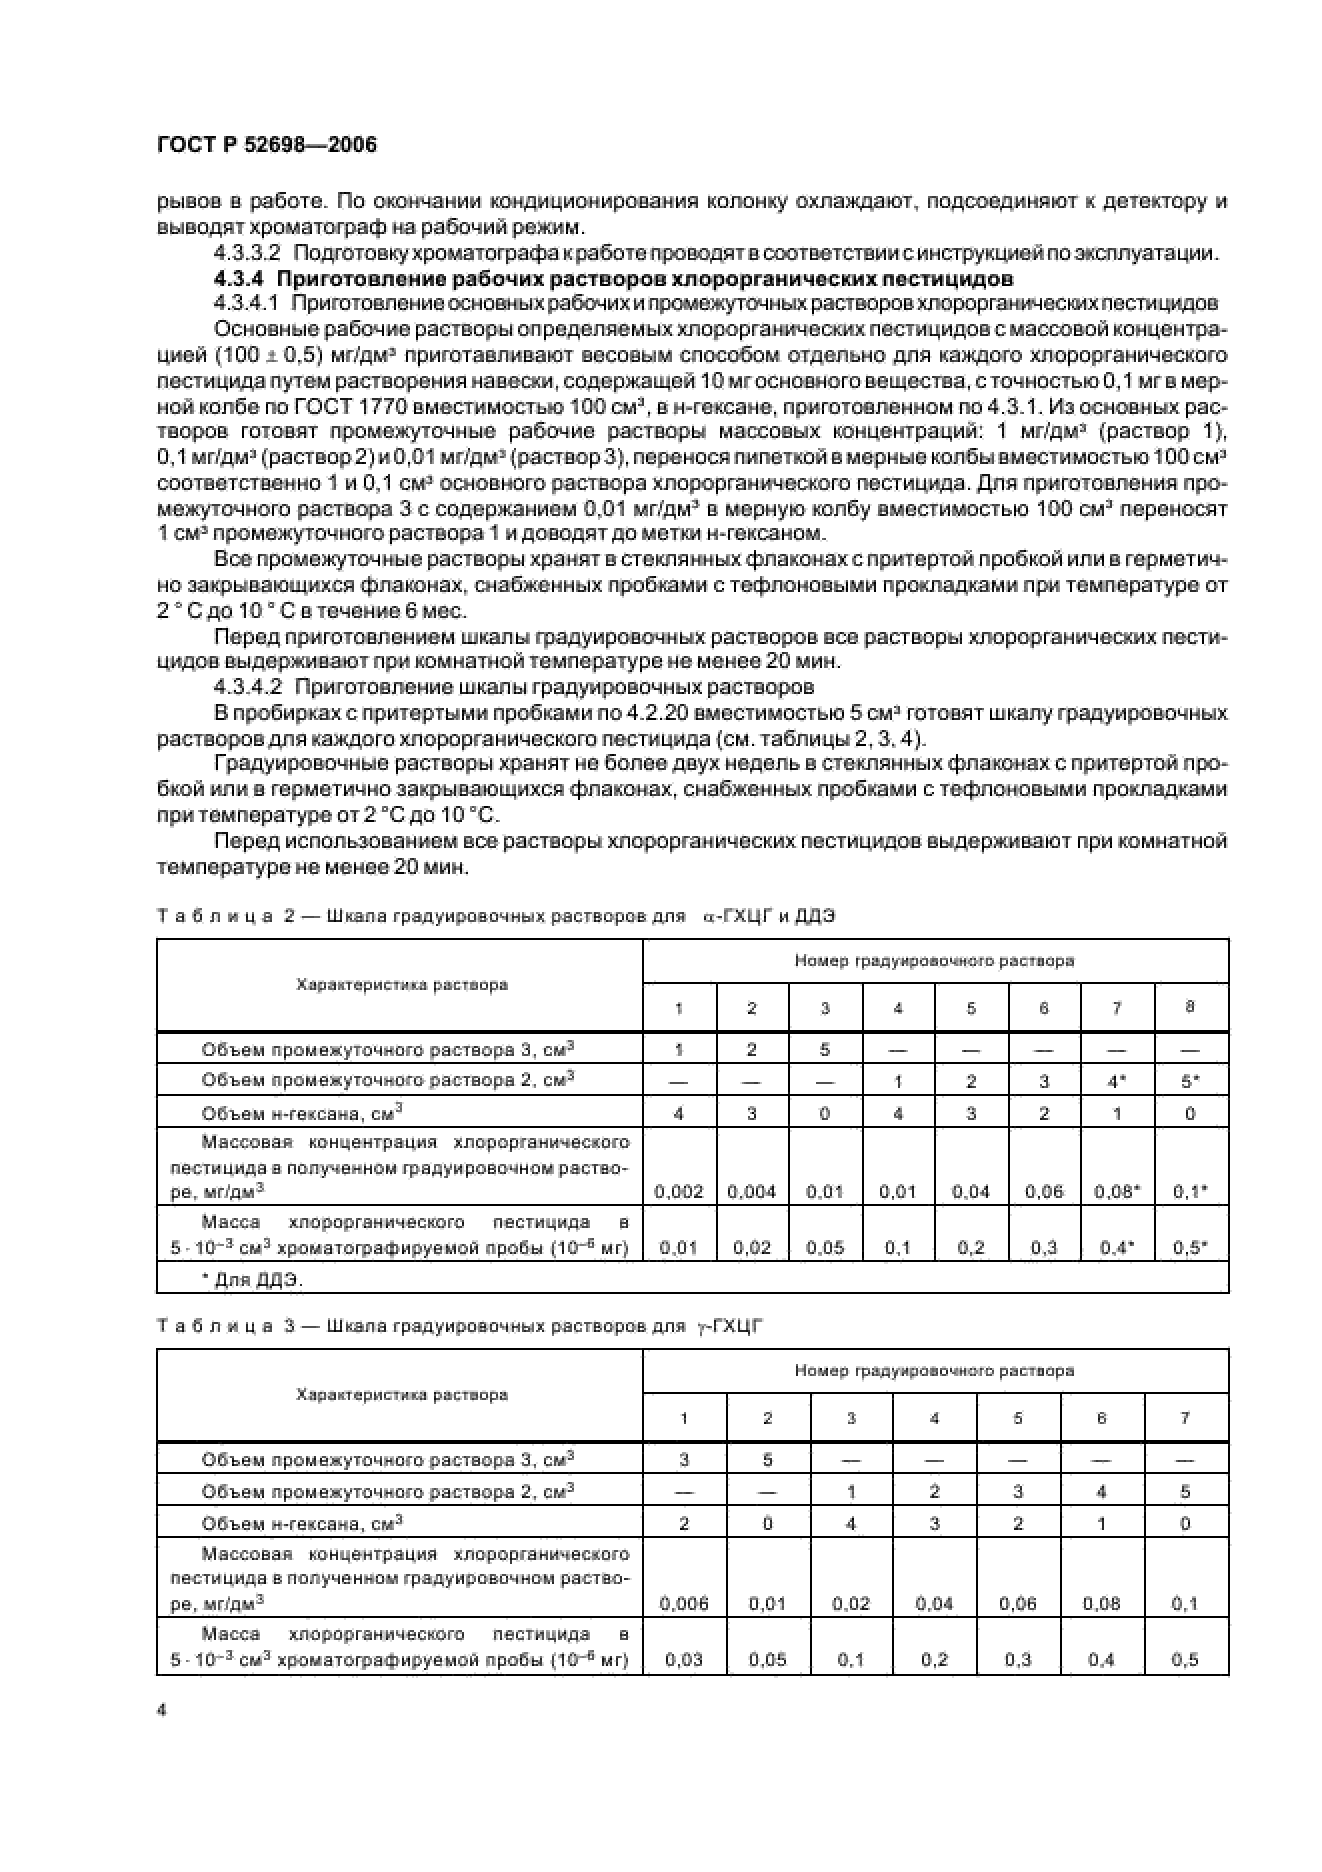 ГОСТ Р 52698—2006
рывов в работе. По окончании кондиционирования колонку охлаждают, подсоединяют к детектору и
выводят хроматограф на рабочий режим.
4.3.3.2 Подготовку хроматографа к работе проводят в соответствии с инструкцией по эксплуатации.
4.3.4 Приготовление рабочих растворов хлорорганических пестицидов
4.3.4.1 Приготовление основных рабочих и промежуточных растворов хлорорганических пестицидов
Основные рабочие растворы определяемых хлорорганических пестицидов с массовой концентра-
цией (100 ± 0,5) мг/дм³ приготавливают весовым способом отдельно для каждого хлорорганического
пестицида путем растворения навески, содержащей 10 мг основного вещества, с точностью 0,1 мг в мер-
ной колбе по ГОСТ 1770 вместимостью 100 см³, в н-гексане, приготовленном по 4.3.1. Из основных рас-
творов готовят промежуточные рабочие растворы массовых концентраций: 1 мг/дм³ (раствор 1),
0,1 мг/дм³ (раствор 2) и 0,01 мг/дм³ (раствор 3), перенося пипеткой в мерные колбы вместимостью 100 см³
соответственно 1 и 0,1 см³ основного раствора хлорорганического пестицида. Для приготовления про-
межуточного раствора 3 с содержанием 0,01 мг/дм³ в мерную колбу вместимостью 100 см³ переносят
1 см³ промежуточного раствора 1 и доводят до метки н-гексаном.
Все промежуточные растворы хранят в стеклянных флаконах с притертой пробкой или в герметич-
но закрывающихся флаконах, снабженных пробками с тефлоновыми прокладками при температуре от
2 °С до 10 °С в течение 6 мес.
Перед приготовлением шкалы градуировочных растворов все растворы хлорорганических пести-
цидов выдерживают при комнатной температуре не менее 20 мин.
4.3.4.2 Приготовление шкалы градуировочных растворов
В пробирках с притертыми пробками по 4.2.20 вместимостью 5 см³ готовят шкалу градуировочных
растворов для каждого хлорорганического пестицида (см. таблицы 2, 3, 4).
Градуировочные растворы хранят не более двух недель в стеклянных флаконах с притертой про-
бкой или в герметично закрывающихся флаконах, снабженных пробками с тефлоновыми прокладками
при температуре от 2 °С до 10 °С.
Перед использованием все растворы хлорорганических пестицидов выдерживают при комнатной
температуре не менее 20 мин.
Таблица 2 — Шкала градуировочных растворов для α-ГХЦГ и ДДЭ
Характеристика раствора
Номер градуировочного раствора
1 2 3 4 5 6 7 8
Объем промежуточного раствора 3, см³ 1 2 5 — — — — —
Объем промежуточного раствора 2, см³ — — — 1 2 3 4* 5*
Объем н-гексана, см³ 4 3 0 4 3 2 1 0
Массовая концентрация хлорорганического
пестицида в полученном градуировочном раство-
ре, мг/дм³ 0,002 0,004 0,01 0,01 0,04 0,06 0,08* 0,1*
Масса хлорорганического пестицида в
5 · 10⁻³ см³ хроматографируемой пробы (10⁻⁶ мг) 0,01 0,02 0,05 0,1 0,2 0,3 0,4* 0,5*
* Для ДДЭ.
Таблица 3 — Шкала градуировочных растворов для γ-ГХЦГ
Характеристика раствора
Номер градуировочного раствора
1 2 3 4 5 6 7
Объем промежуточного раствора 3, см³ 3 5 — — — — —
Объем промежуточного раствора 2, см³ — — 1 2 3 4 5
Объем н-гексана, см³ 2 0 4 3 2 1 0
Массовая концентрация хлорорганического
пестицида в полученном градуировочном раство-
ре, мг/дм³ 0,006 0,01 0,02 0,04 0,06 0,08 0,1
Масса хлорорганического пестицида в
5 · 10⁻³ см³ хроматографируемой пробы (10⁻⁶ мг) 0,03 0,05 0,1 0,2 0,3 0,4 0,5
4